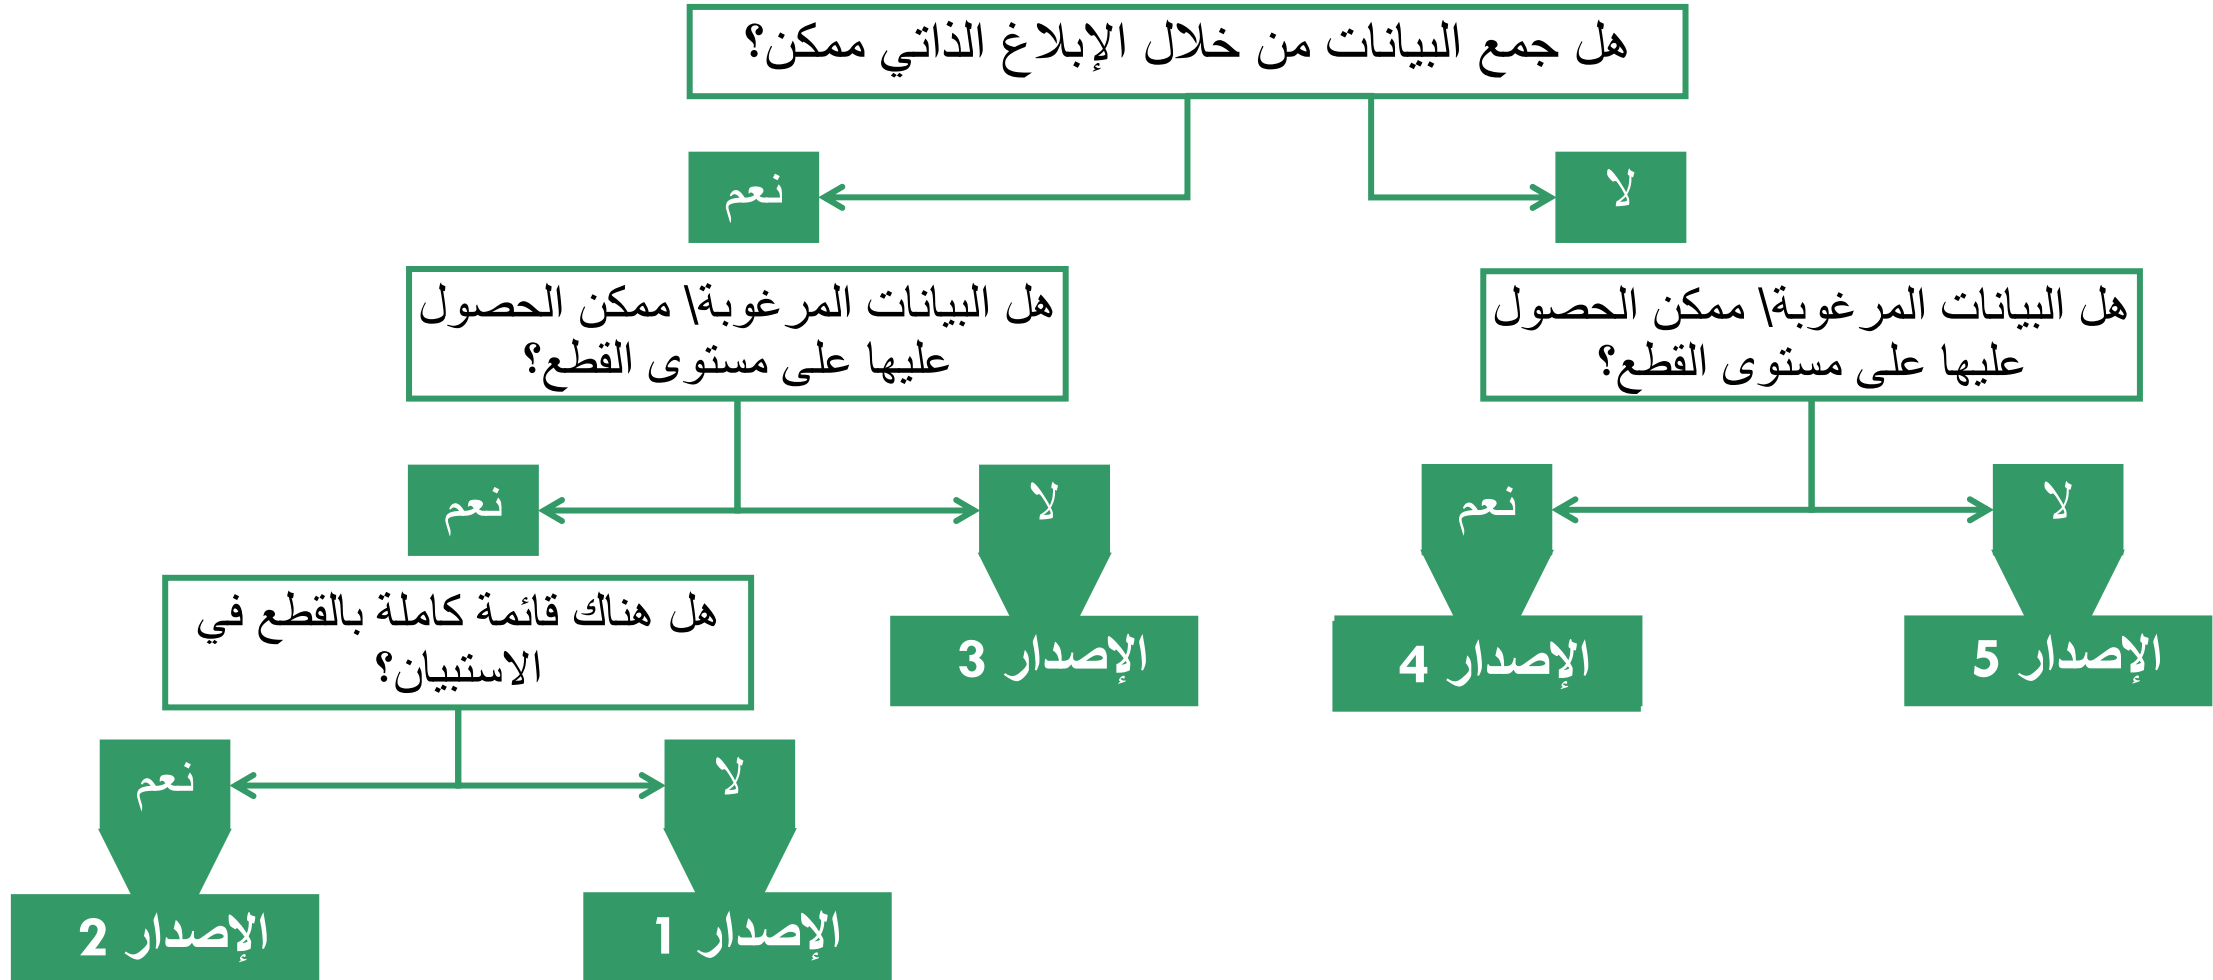 هل جمع البيانات من خلال الإبلاغ الذاتي ممكن؟
لا
نعم
هل البيانات المرغوبة\ ممكن الحصول
عليها على مستوى القطع؟
هل البيانات المرغوبة\ ممكن الحصول
عليها على مستوى القطع؟
لا
نعم
لا
نعم
الإصدار 5
الإصدار 4
الإصدار 3
هل هناك قائمة كاملة بالقطع في
الاستبيان؟
لا
نعم
الإصدار 1
الإصدار 2